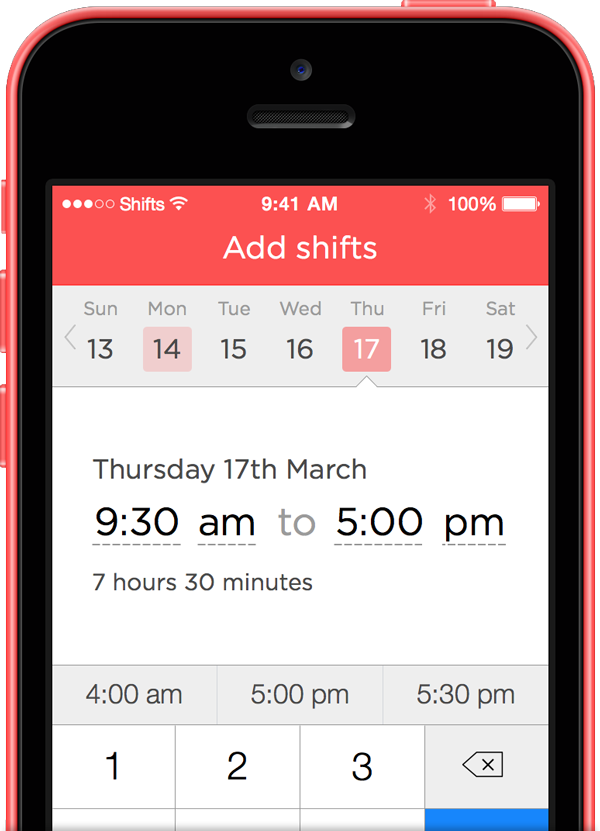 Shifts 9:41 AM 100%
Add shifts
Sun Mon Tue Wed Thu Fri Sat
13 14 15 16 17 18 19
Thursday 17th March
9:30 am to 5:00 pm
7 hours 30 minutes
4:00 am 5:00 pm 5:30 pm
1 2 3